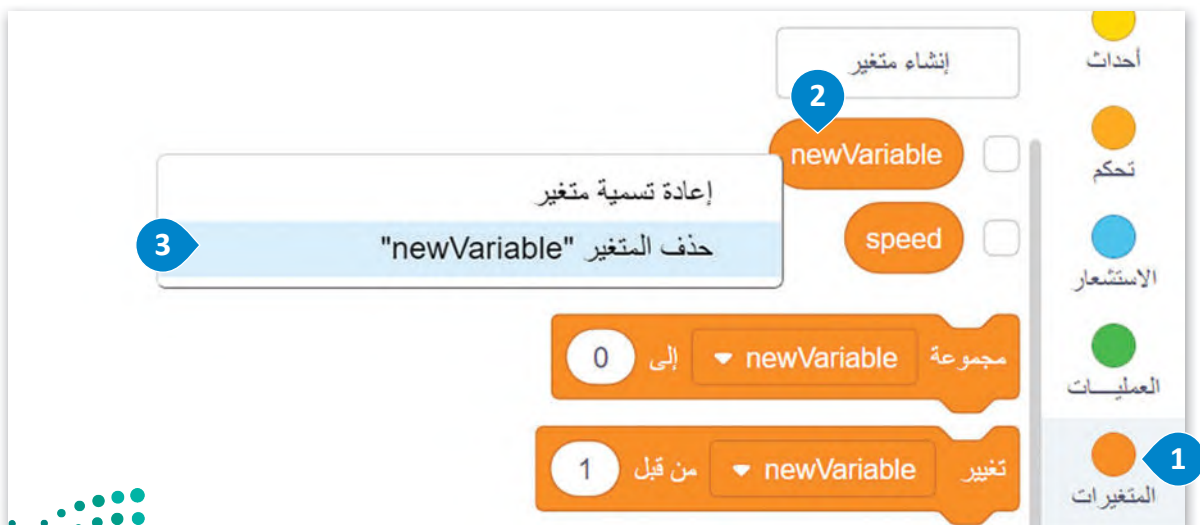 أحداث
تحكم
الاستشعار
العمليـــات
المتغيرات
1
إنشاء متغير
2
newVariable
speed
إعادة تسمية متغير
حذف المتغير "newVariable"
3
مجموعة newVariable إلى 0
تغيير newVariable من قبل 1